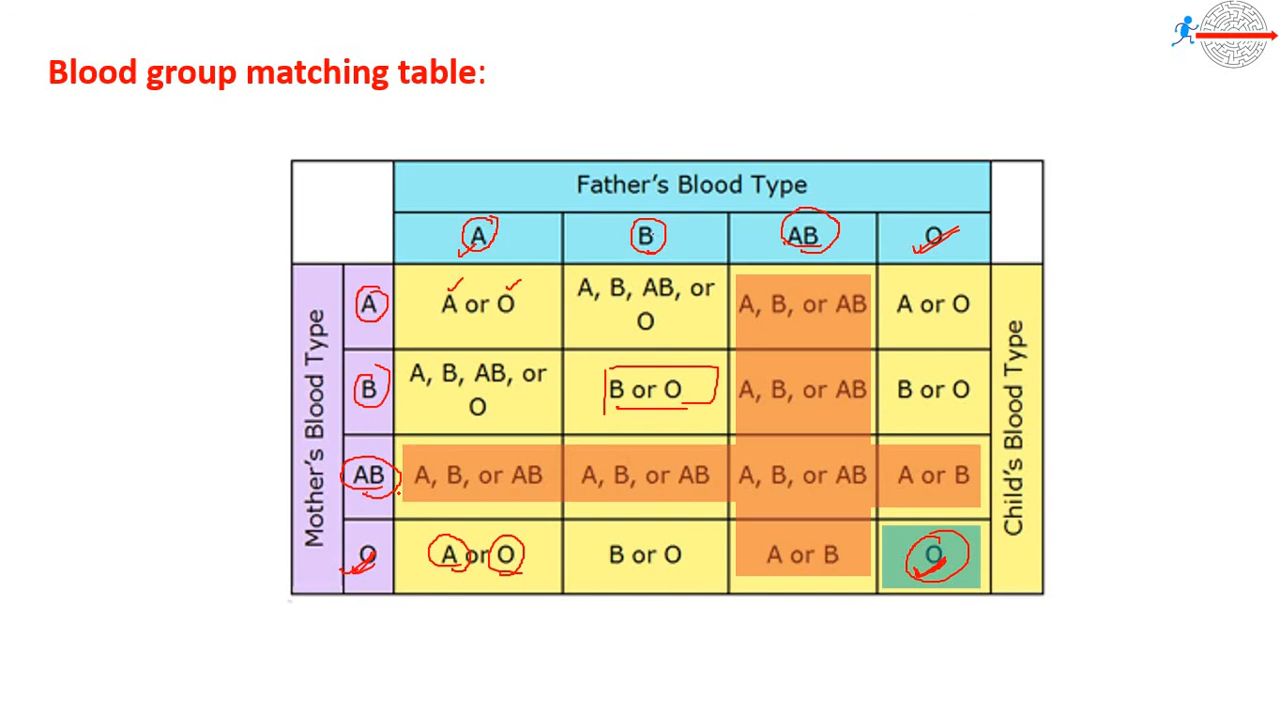 Blood group matching table:
Father's Blood Type
A B AB O
Mother's Blood Type
A
A or O
A, B, AB, or
O
A, B, or AB
A or O
B
A, B, AB, or
O
B or O
A, B, or AB
B or O
AB
A, B, or AB
A, B, or AB
A, B, or AB
A or B
O
A or O
B or O
A or B
O
Child's Blood Type